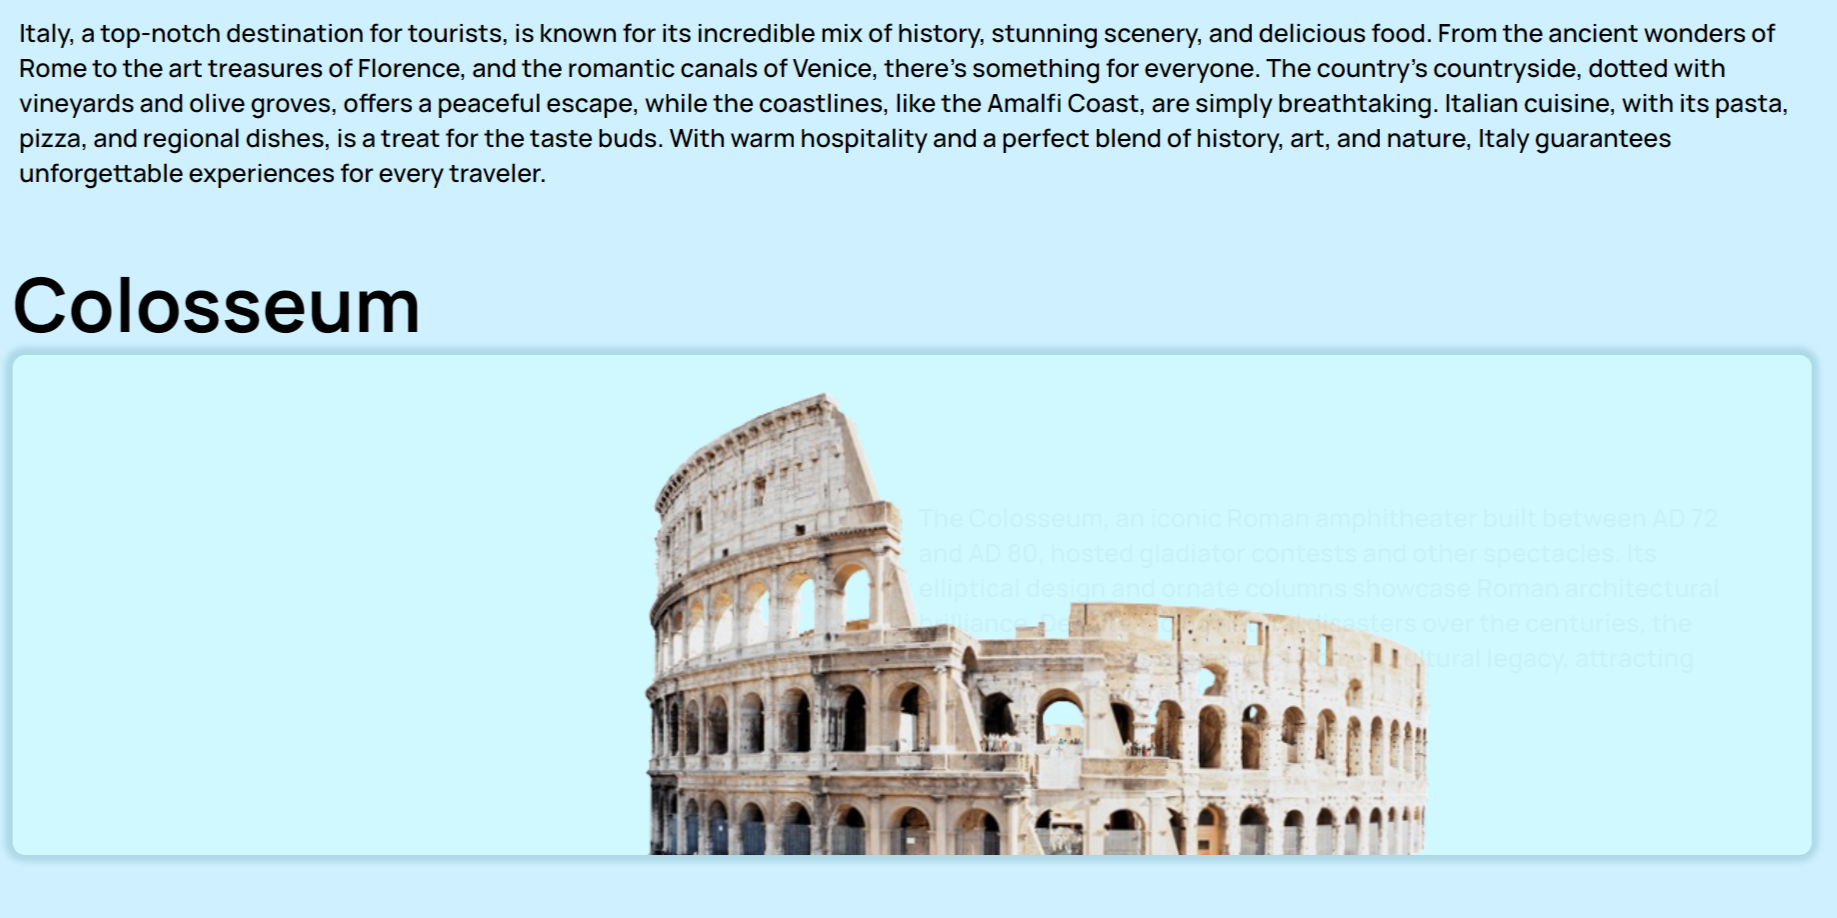 Italy, a top-notch destination for tourists, is known for its incredible mix of history, stunning scenery, and delicious food. From the ancient wonders of
Rome to the art treasures of Florence, and the romantic canals of Venice, there's something for everyone. The country's countryside, dotted with
vineyards and olive groves, offers a peaceful escape, while the coastlines, like the Amalfi Coast, are simply breathtaking. Italian cuisine, with its pasta,
pizza, and regional dishes, is a treat for the taste buds. With warm hospitality and a perfect blend of history, art, and nature, Italy guarantees
unforgettable experiences for every traveler.
Colosseum
The Colosseum, an iconic Roman amphitheater built between AD 72
and AD 80, hosted gladiator contests and other spectacles. Its
elliptical design and ornate columns showcase Roman architectural
brilliance. disasters over the centuries, the
legacy, attracting